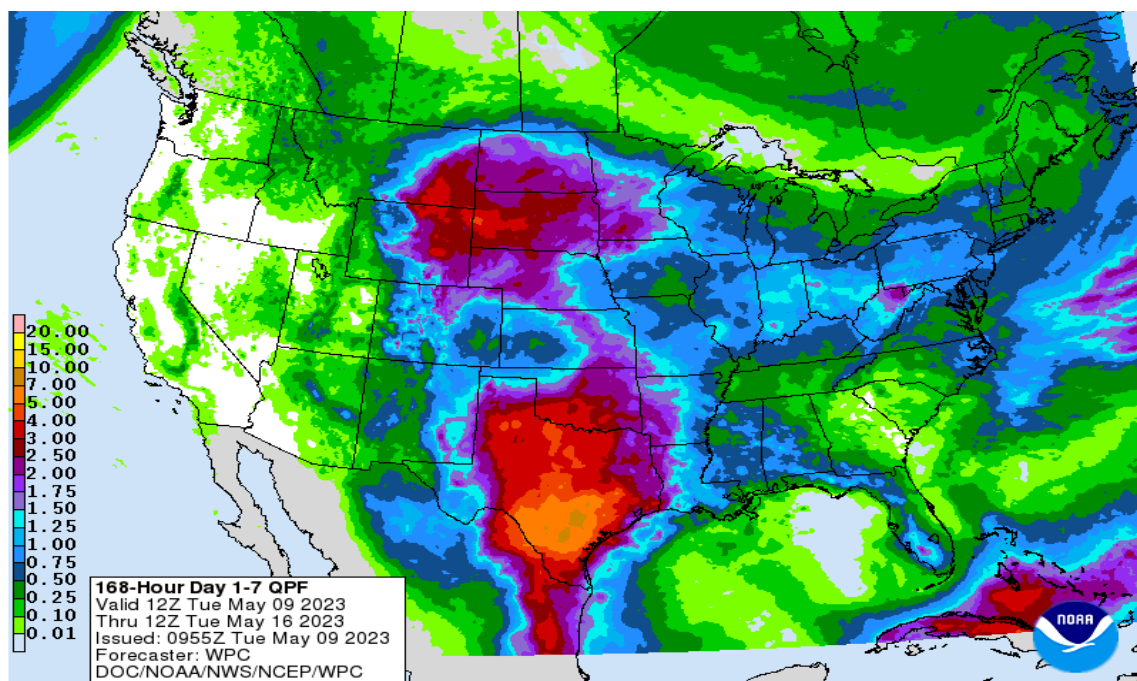 20.00
15.00
10.00
7.00
5.00
4.00
3.00
2.50
2.00
1.75
1.50
1.25
1.00
0.75
0.50
0.25
0.10
0.01
168-Hour Day 1-7 QPF
Valid 12Z Tue May 09 2023
Thru 12Z Tue May 16 2023
Issued: 0955Z Tue May 09 2023
Forecaster: WPC
DOC/NOAA/NWS/NCEP/WPC
NOAA